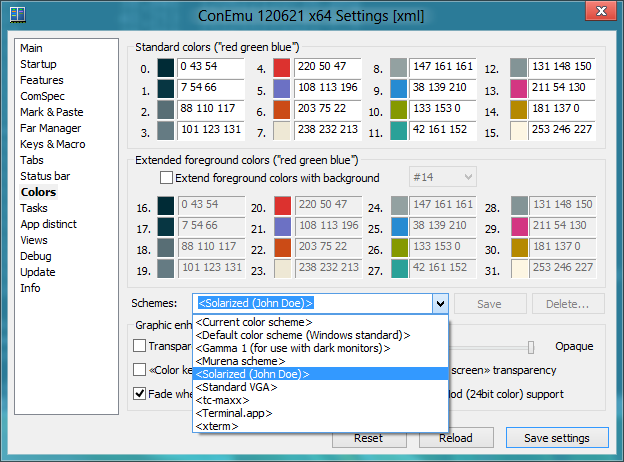 ConEmu 120621 x64 Settings [xml]
Main
Startup
Features
ComSpec
Mark & Paste
Far Manager
Keys & Macro
Tabs
Status bar
Colors
Tasks
App distinct
Views
Debug
Update
Info
Standard colors ("red green blue")
0. 0 43 54 4. 220 50 47 8. 147 161 161 12. 131 148 150
1. 7 54 66 5. 108 113 196 9. 38 139 210 13. 211 54 130
2. 88 110 117 6. 203 75 22 10. 133 153 0 14. 181 137 0
3. 101 123 131 7. 238 232 213 11. 42 161 152 15. 253 246 227
Extended foreground colors ("red green blue")
Extend foreground colors with background #14
16. 0 43 54 20. 220 50 47 24. 147 161 161 28. 131 148 150
17. 7 54 66 21. 108 113 196 25. 38 139 210 29. 211 54 130
18. 88 110 117 22. 203 75 22 26. 133 153 0 30. 181 137 0
19. 101 123 131 23. 238 232 213 27. 42 161 152 31. 253 246 227
Schemes: <Solarized (John Doe)> Save Delete...
<Current color scheme>
<Default color scheme (Windows standard)>
<Gamma 1 (for use with dark monitors)>
<Murena scheme>
<Solarized (John Doe)>
<Standard VGA>
<tc-maxx>
<Terminal.app>
<xterm>
Graphic enh
Transpar Opaque
«Color ke screen» transparency
Fade whe od (24bit color) support
Reset Reload Save settings